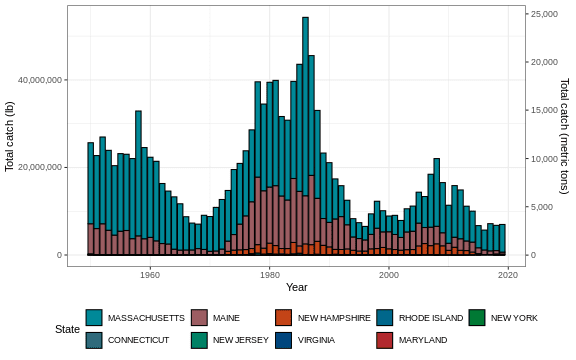 25,000
20,000
15,000
10,000
5,000
0
40,000,000
20,000,000
0
Total catch (lb)
Total catch (metric tons)
1960
1980
2000
2020
Year
State
MASSACHUSETTS
MAINE
NEW HAMPSHIRE
RHODE ISLAND
NEW YORK
CONNECTICUT
NEW JERSEY
VIRGINIA
MARYLAND